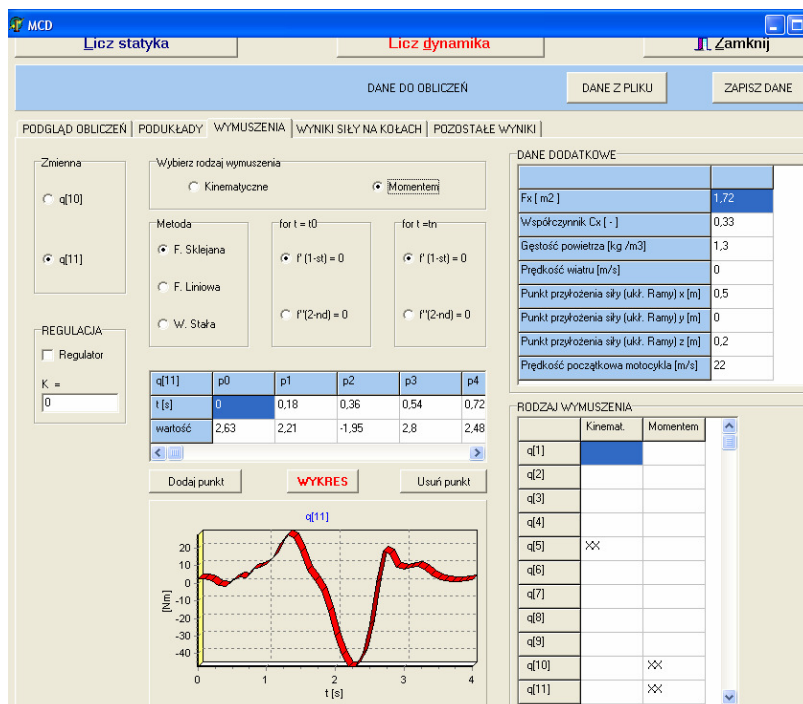 MCD
Licz statyka Licz dynamika Zamknij
DANE DO OBLICZEŃ DANE Z PLIKU ZAPISZ DANE
PODGLĄD OBLICZEŃ PODUKŁADY WYMUSZENIA WYNIKI SIŁY NA KOŁACH POZOSTAŁE WYNIKI
Zmienna
q[10]
q[11]
Wybierz rodzaj wymuszenia
Kinematyczne Momentem
Metoda
F. Sklejana
F. Liniowa
W. Stała
for t = t0
f' (1-st) = 0
f''(2-nd) = 0
for t =tn
f' (1-st) = 0
f''(2-nd) = 0
REGULACJA
Regulator
K =
0
q[11] p0 p1 p2 p3 p4
t [s] 0 0,18 0,36 0,54 0,72
wartość 2,63 2,21 -1,95 2,8 2,48
Dodaj punkt WYKRES Usuń punkt
q[11]
[Nm]
20
10
0
-10
-20
-30
-40
0 1 2 3 4
t [s]
DANE DODATKOWE
Fx [ m2 ] 1,72
Współczynnik Cx [ - ] 0,33
Gęstość powietrza [kg /m3] 1,3
Prędkość wiatru [m/s] 0
Punkt przyłożenia siły (ukł. Ramy) x [m] 0,5
Punkt przyłożenia siły (ukł. Ramy) y [m] 0
Punkt przyłożenia siły (ukł. Ramy) z [m] 0,2
Prędkość początkowa motocykla [m/s] 22
RODZAJ WYMUSZENIA
Kinemat. Momentem
q[1]
q[2]
q[3]
q[4]
q[5] XX
q[6]
q[7]
q[8]
q[9]
q[10] XX
q[11] XX